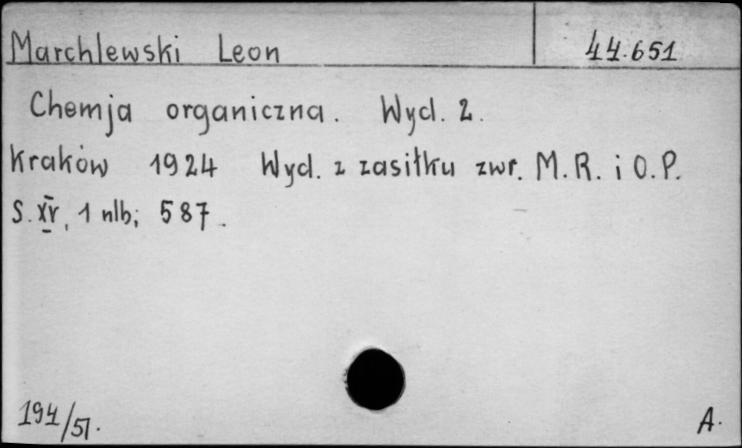 Marchlewski Leon 44.651
Chemja organiczna. Wyd. 2.
Kraków 1924 Wyd. z zasiłku zwr. M.R. i O.P.
S. XV, 1 nlb; 587.
194/51. A.